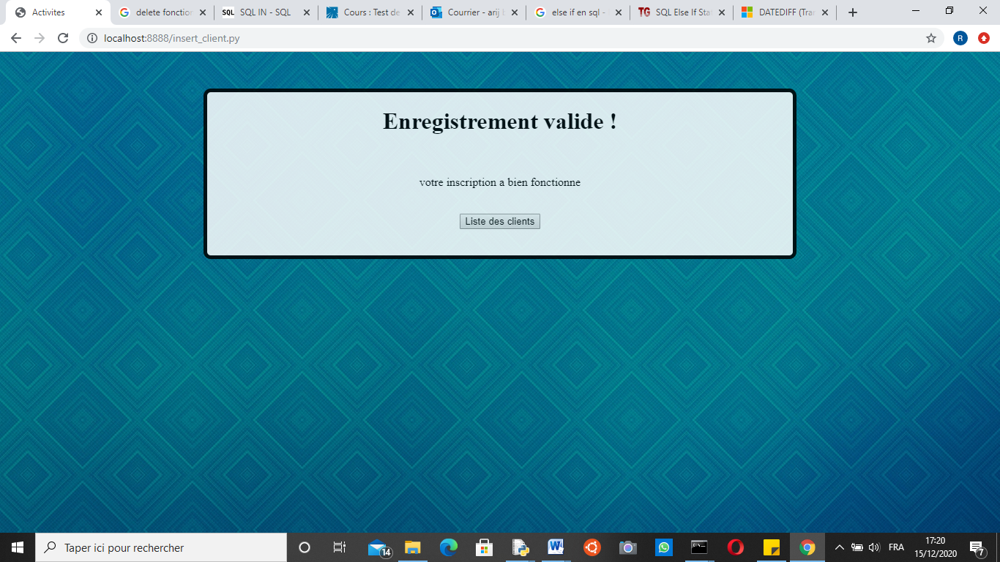 Activites
delete fonction
SQL SQL IN - SQL
Cours : Test de
Courrier - arij b
else if en sql -
TG SQL Else If Stat
DATEDIFF (Tran
localhost:8888/insert_client.py
R
Enregistrement valide !
votre inscription a bien fonctionne
Liste des clients
Taper ici pour rechercher
14
FRA
17:20
15/12/2020
7